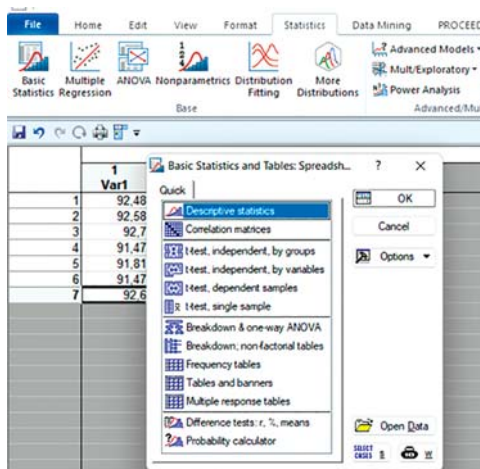 File Home Edit View Format Statistics Data Mining PROCEED
Basic Statistics
Multiple Regression
ANOVA
Nonparametrics
Distribution Fitting
More Distributions
Advanced Models
Mult/Exploratory
Power Analysis
Base
Advanced/Mu
Basic Statistics and Tables: Spreadsh... ? ×
1
Var1
1 92,48
2 92,58
3 92,7
4 91,47
5 91,81
6 91,47
7 92,6
Quick
Descriptive statistics
Correlation matrices
t-test, independent, by groups
t-test, independent, by variables
t-test, dependent samples
t-test, single sample
Breakdown & one-way ANOVA
Breakdown; non-factorial tables
Frequency tables
Tables and banners
Multiple response tables
Difference tests: r, %, means
Probability calculator
OK
Cancel
Options
Open Data
SELECT CASES S W